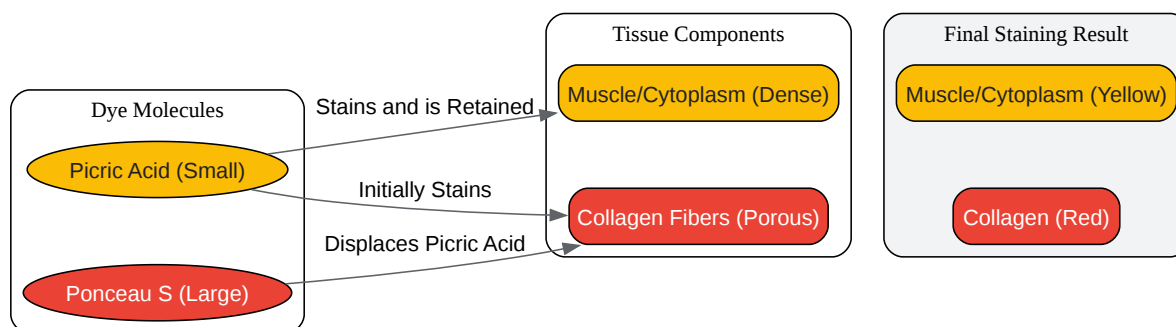 Dye Molecules
Picric Acid (Small)
Ponceau S (Large)
Stains and is Retained
Initially Stains
Displaces Picric Acid
Tissue Components
Muscle/Cytoplasm (Dense)
Collagen Fibers (Porous)
Final Staining Result
Muscle/Cytoplasm (Yellow)
Collagen (Red)